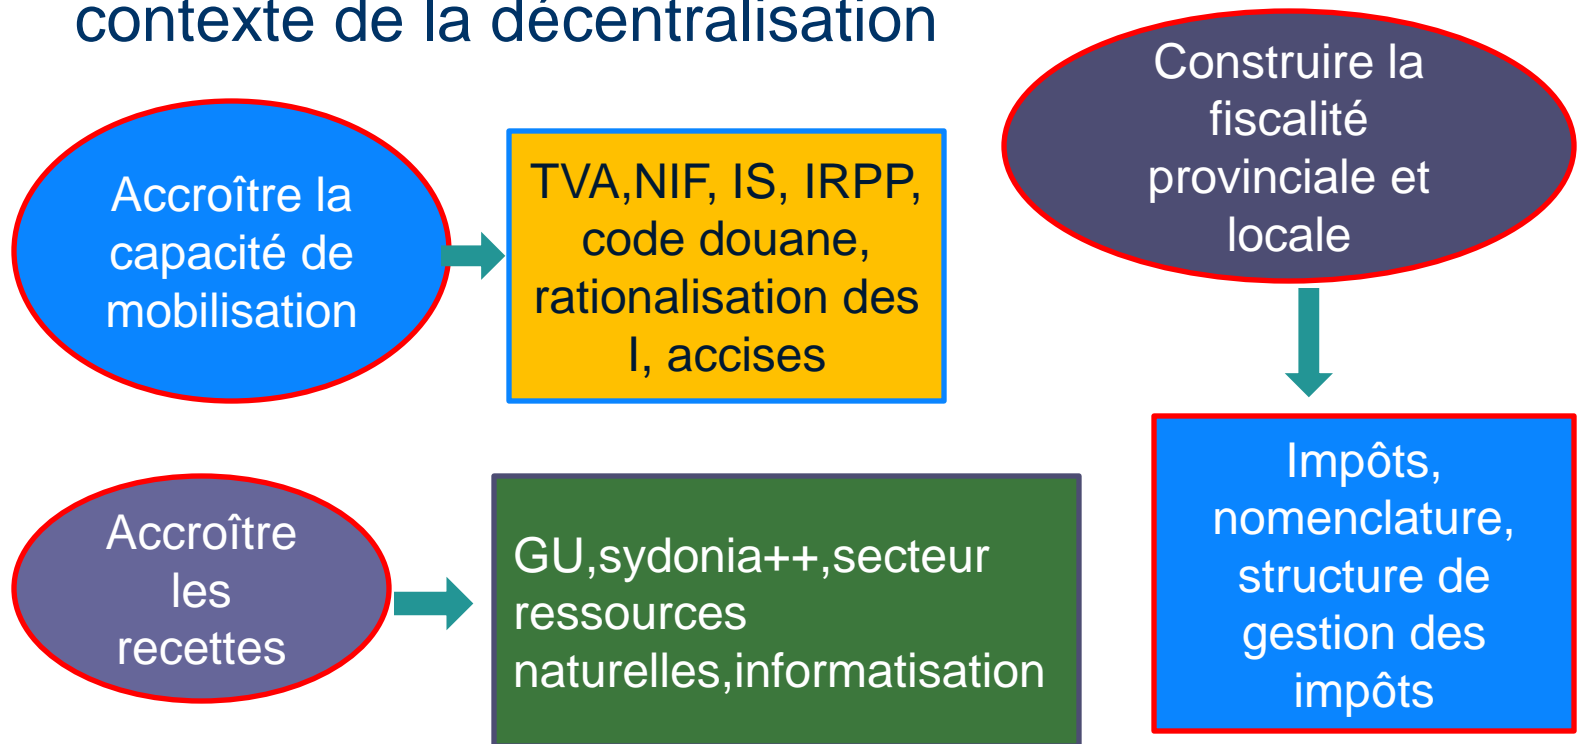 contexte de la décentralisation
Construire la
fiscalité
provinciale et
locale
Accroître la
capacité de
mobilisation
TVA,NIF, IS, IRPP,
code douane,
rationalisation des
I, accises
Impôts,
nomenclature,
structure de
gestion des
impôts
Accroître
les
recettes
GU,sydonia++,secteur
ressources
naturelles,informatisation